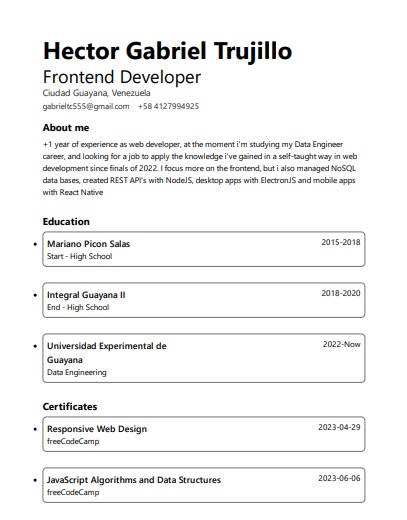 Hector Gabriel Trujillo
Frontend Developer
Ciudad Guayana, Venezuela
gabrieltc555@gmail.com +58 4127994925
About me
+1 year of experience as web developer, at the moment i'm studying my Data Engineer
career, and looking for a job to apply the knowledge i've gained in a self-taught way in web
development since finals of 2022. I focus more on the frontend, but i also managed NoSQL
data bases, created REST API's with NodeJS, desktop apps with ElectronJS and mobile apps
with React Native
Education
Mariano Picon Salas 2015-2018
Start - High School
Integral Guayana II 2018-2020
End - High School
Universidad Experimental de 2022-Now
Guayana
Data Engineering
Certificates
Responsive Web Design 2023-04-29
freeCodeCamp
JavaScript Algorithms and Data Structures 2023-06-06
freeCodeCamp